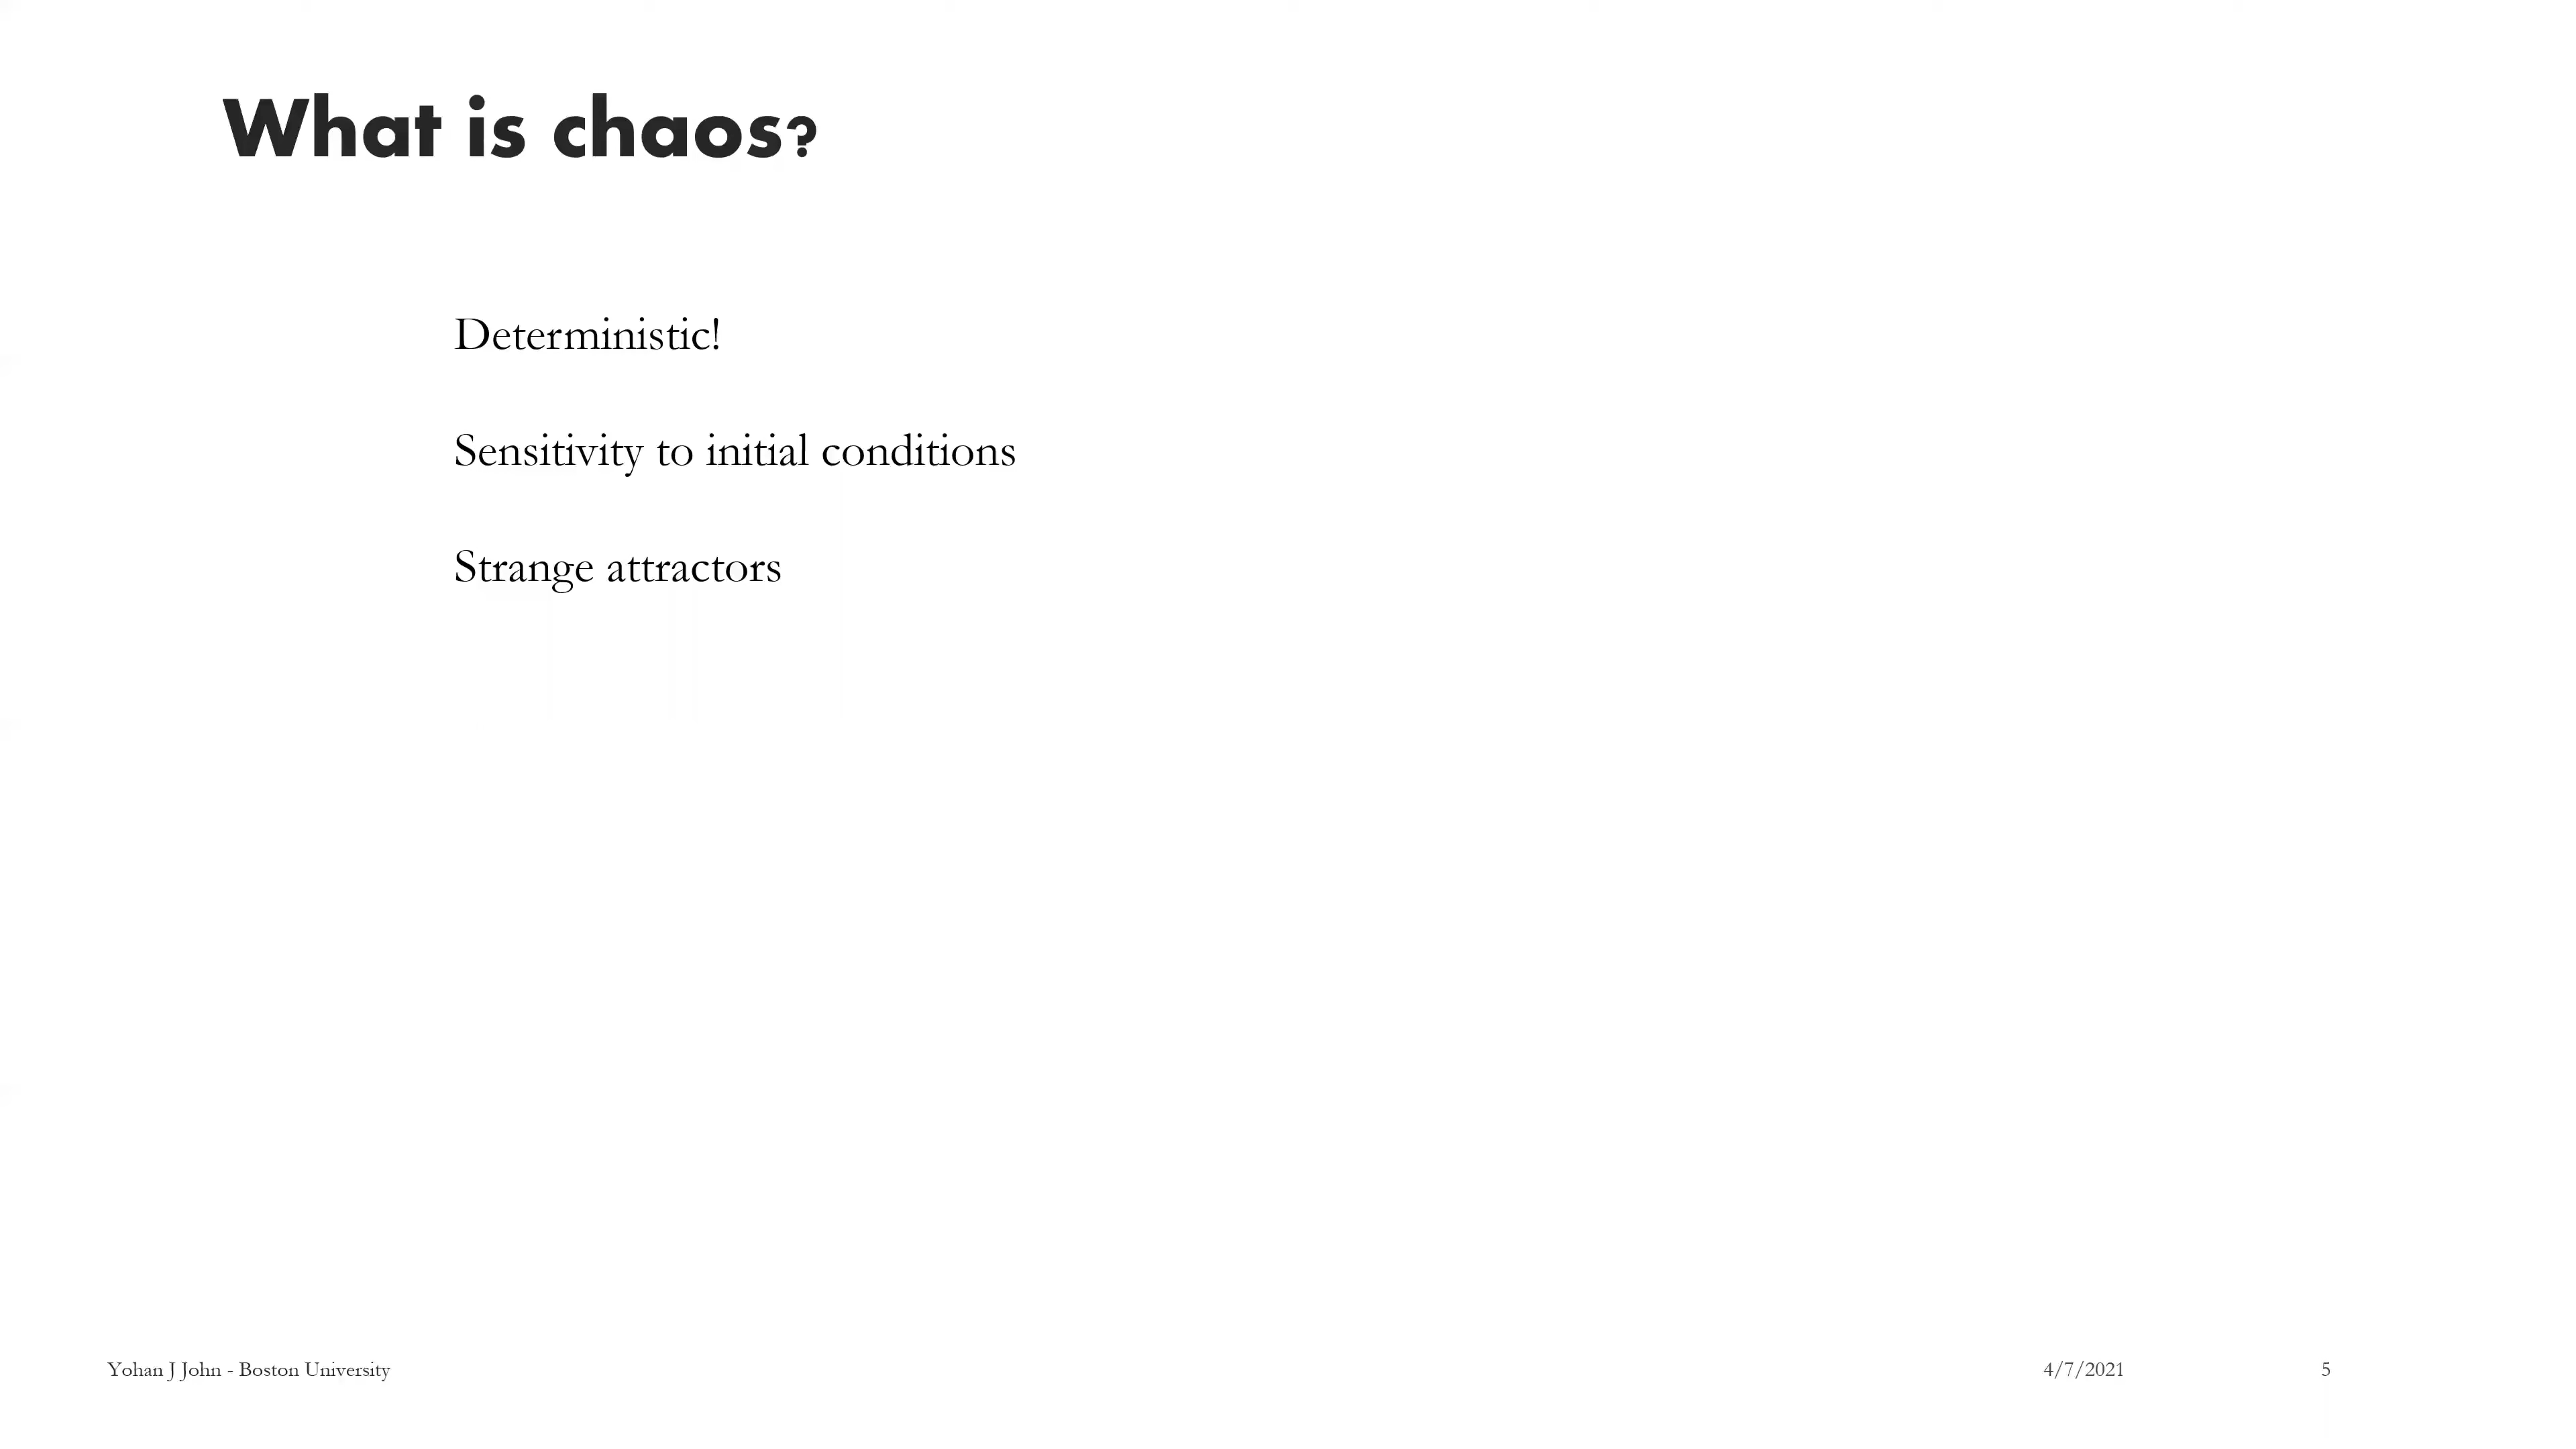 What is chaos?
Deterministic!
Sensitivity to initial conditions
Strange attractors
Yohan J John - Boston University
4/7/2021
5